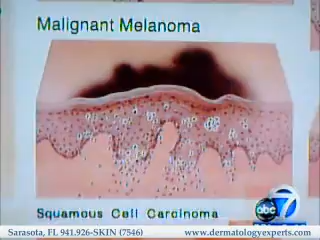 Malignant Melanoma
Squamous Cell Carcinoma
abc 7
Sarasota, FL 941.926-SKIN (7546) www.dermatologyexperts.com